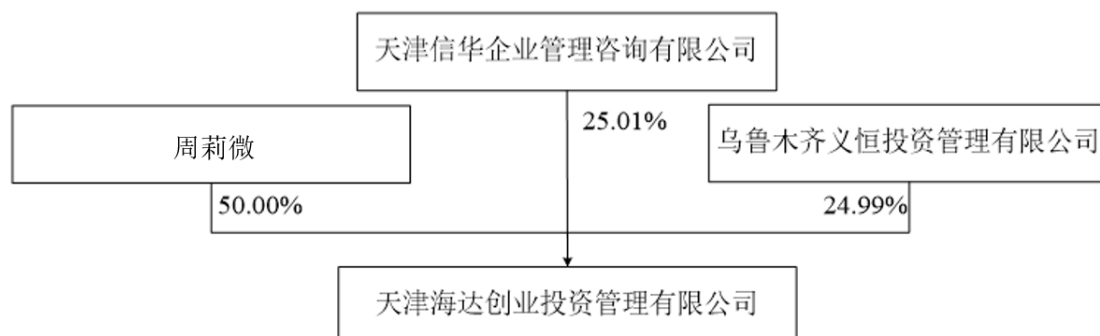 天津信华企业管理咨询有限公司
25.01%
周莉微
乌鲁木齐义恒投资管理有限公司
50.00%
24.99%
天津海达创业投资管理有限公司